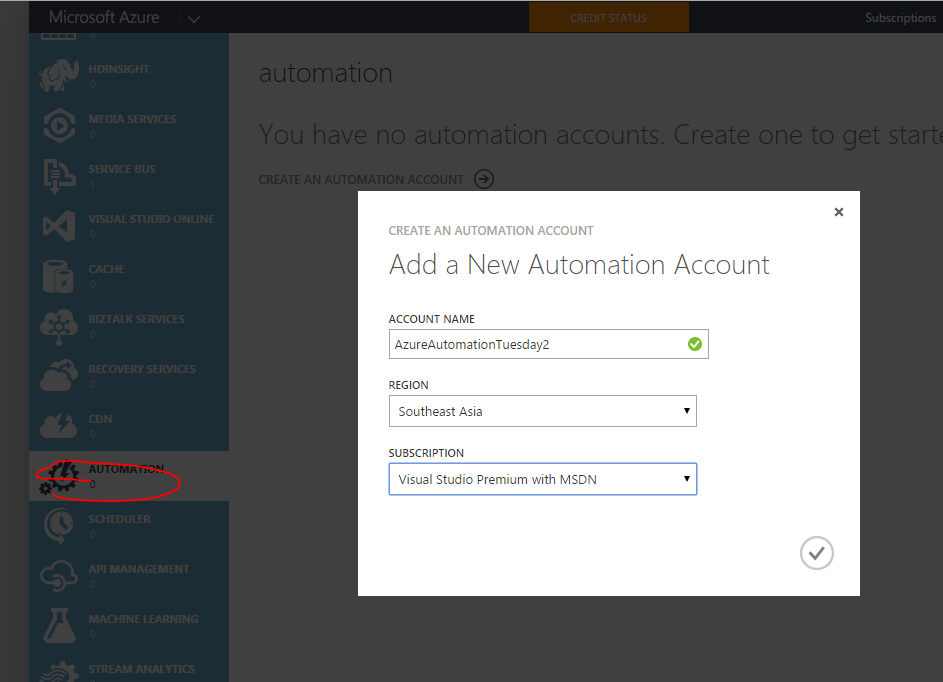 Microsoft Azure
CREDIT STATUS
Subscriptions
0
HDINSIGHT
0
MEDIA SERVICES
0
SERVICE BUS
1
VISUAL STUDIO ONLINE
0
CACHE
0
BIZTALK SERVICES
0
RECOVERY SERVICES
0
CDN
0
AUTOMATION
0
SCHEDULER
0
API MANAGEMENT
0
MACHINE LEARNING
0
STREAM ANALYTICS
automation
You have no automation accounts. Create one to get starte
CREATE AN AUTOMATION ACCOUNT
CREATE AN AUTOMATION ACCOUNT
Add a New Automation Account
ACCOUNT NAME
AzureAutomationTuesday2
REGION
Southeast Asia
SUBSCRIPTION
Visual Studio Premium with MSDN